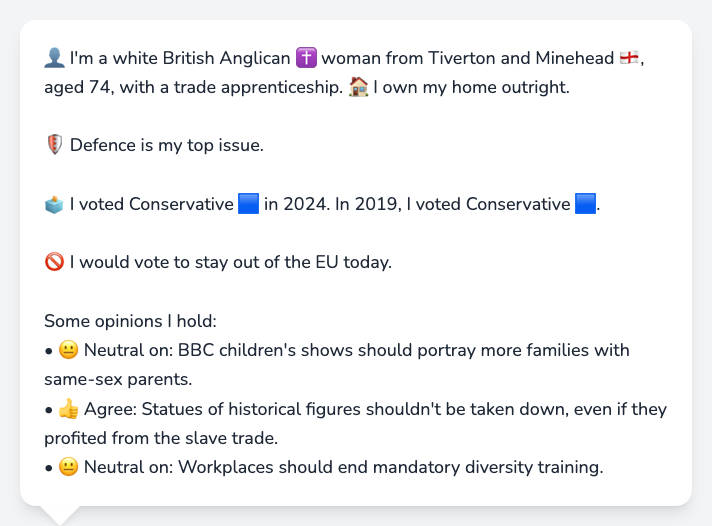 👤 I'm a white British Anglican ✝️ woman from Tiverton and Minehead 🏴󠁧󠁢󠁥󠁮󠁧󠁿,
aged 74, with a trade apprenticeship. 🏠 I own my home outright.
🛡️ Defence is my top issue.
🗳️ I voted Conservative 🟦 in 2024. In 2019, I voted Conservative 🟦.
🚫 I would vote to stay out of the EU today.
Some opinions I hold:
• 😐 Neutral on: BBC children's shows should portray more families with
same-sex parents.
• 👍 Agree: Statues of historical figures shouldn't be taken down, even if they
profited from the slave trade.
• 😐 Neutral on: Workplaces should end mandatory diversity training.